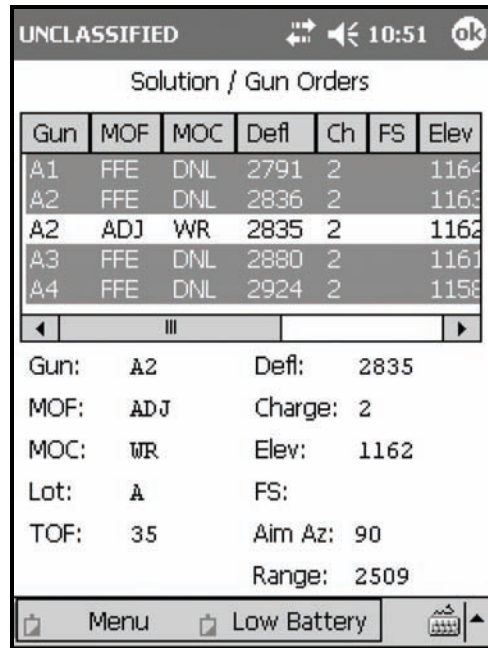 UNCLASSIFIED 10:51 ok
Solution / Gun Orders
Gun MOF MOC Defl Ch FS Elev
A1 FFE DNL 2791 2 1164
A2 FFE DNL 2836 2 1163
A2 ADJ WR 2835 2 1162
A3 FFE DNL 2880 2 1161
A4 FFE DNL 2924 2 1158
Gun: A2 Defl: 2835
MOF: ADJ Charge: 2
MOC: WR Elev: 1162
Lot: A FS:
TOF: 35 Aim Az: 90
Range: 2509
Menu Low Battery